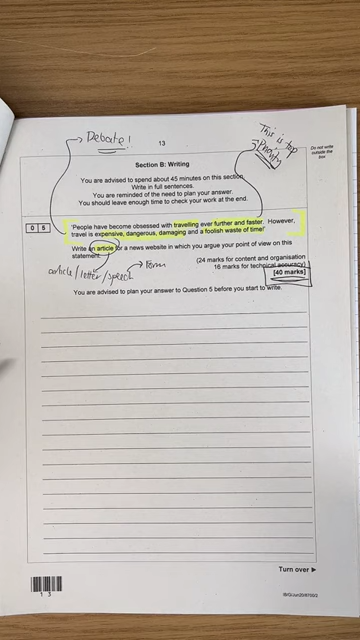 Debate!
This is top
Priority
13
Do not write
outside the
box
Section B: Writing
You are advised to spend about 45 minutes on this section.
Write in full sentences.
You are reminded of the need to plan your answer.
You should leave enough time to check your work at the end.
0 5
'People have become obsessed with travelling ever further and faster. However,
travel is expensive, dangerous, damaging and a foolish waste of time!'
Write an article for a news website in which you argue your point of view on this
statement.
(24 marks for content and organisation
16 marks for technical accuracy)
[40 marks]
article/letter/speech
Form
You are advised to plan your answer to Question 5 before you start to write.
Turn over ►
1 3
IB/G/Jun20/8700/2